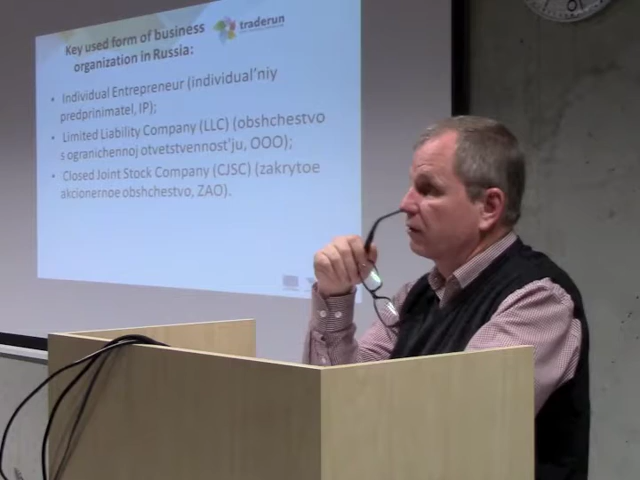 Key used form of business
organization in Russia:
traderun
• Individual Entrepreneur (individual'niy
predprinimatel, IP);
• Limited Liability Company (LLC) (obshchestvo
s ogranichennoj otvetstvennost'ju, OOO);
• Closed Joint Stock Company (CJSC) (zakrytoe
akcionernoe obshchestvo, ZAO).